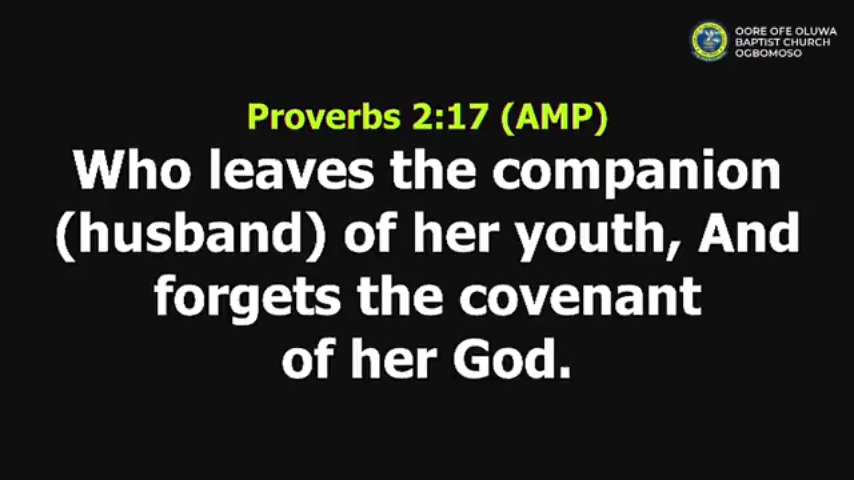 OORE OFE OLUWA
BAPTIST CHURCH
OGBOMOSO
Proverbs 2:17 (AMP)
Who leaves the companion
(husband) of her youth, And
forgets the covenant
of her God.